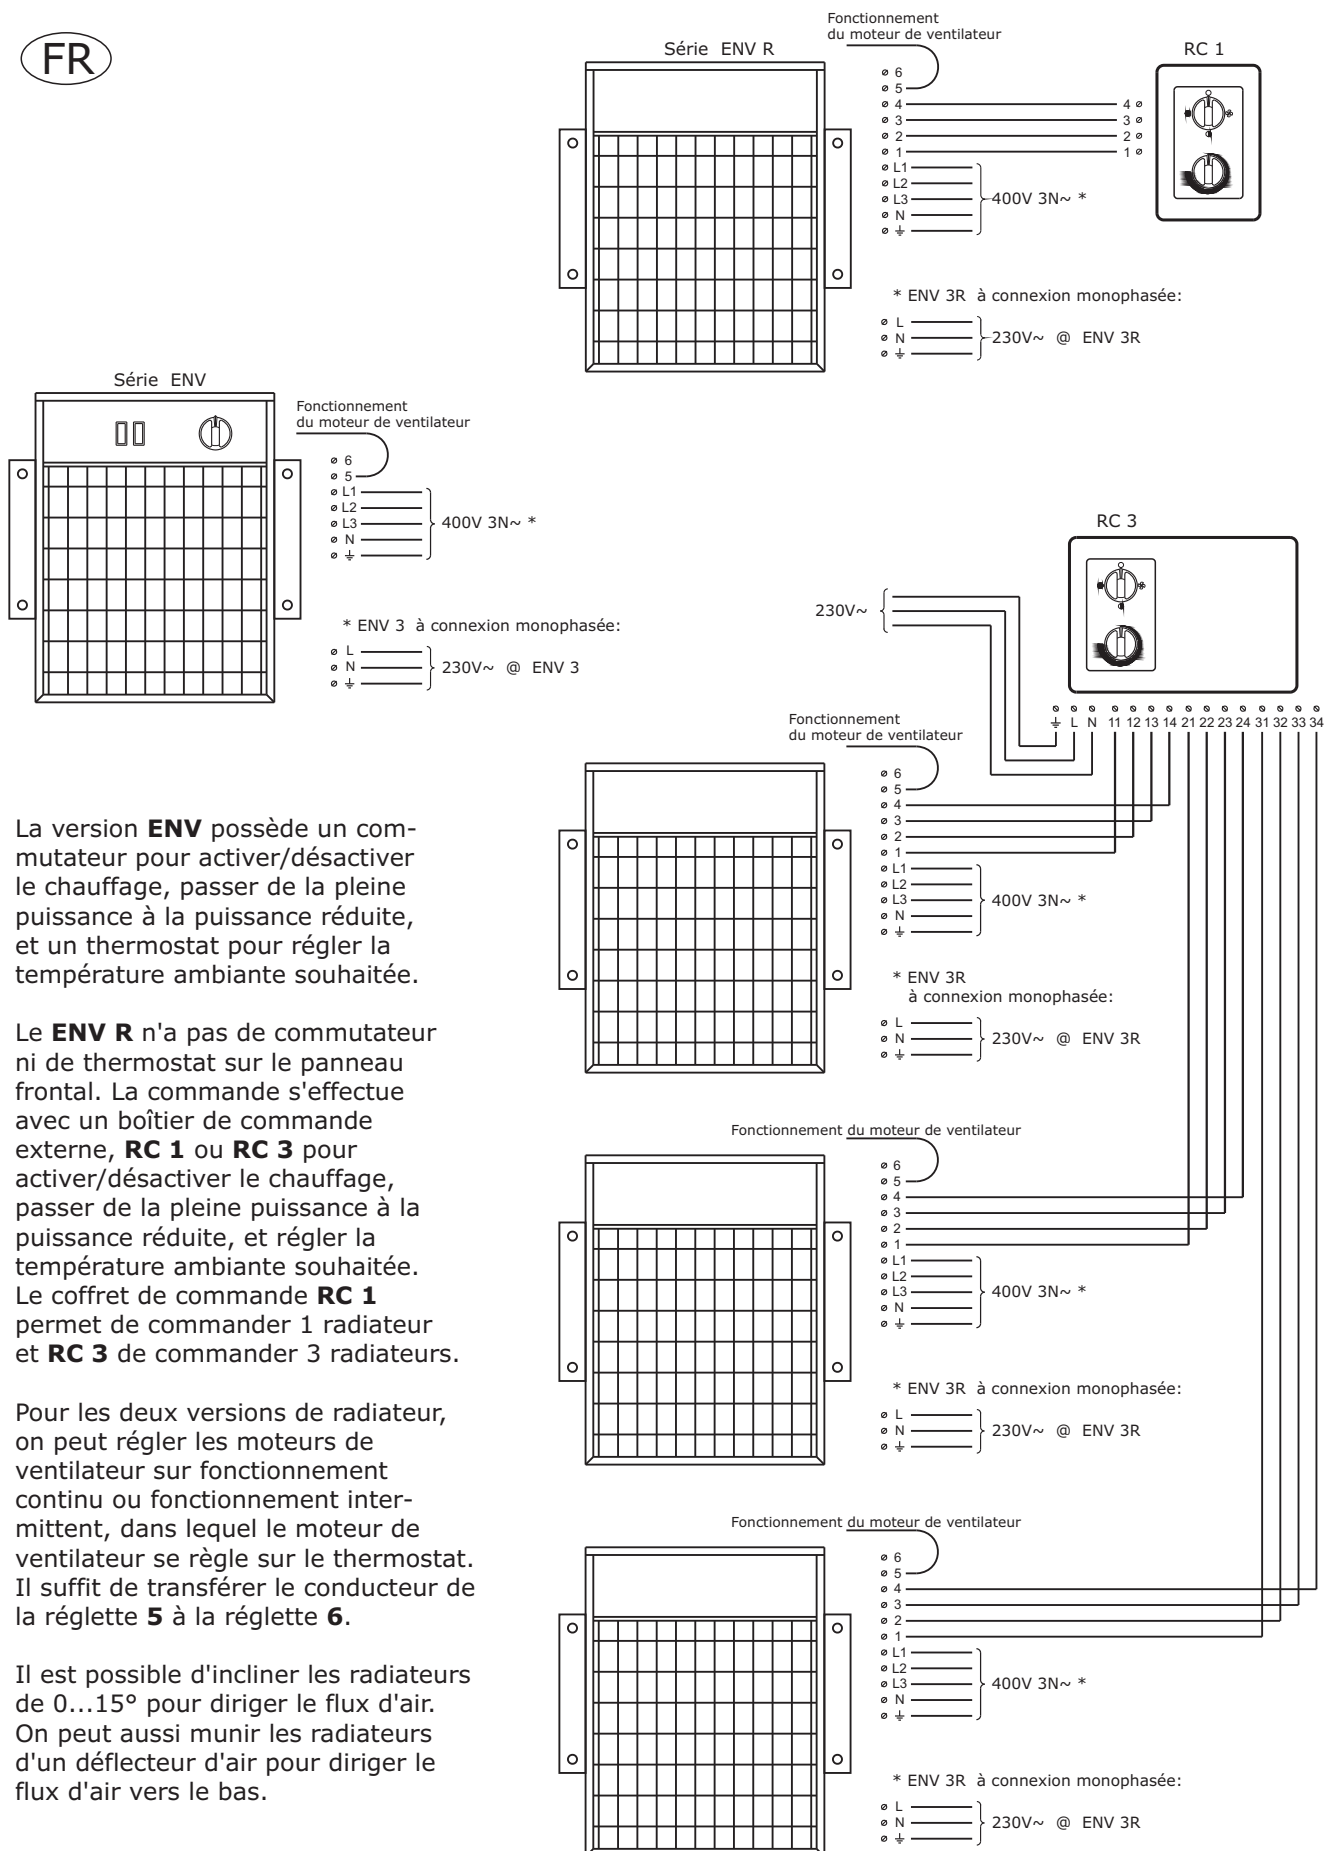 FR
Fonctionnement
du moteur de ventilateur
Série ENV R
RC 1
6
5
4 4
3 3
2 2
1 1
L1
L2
L3 400V 3N~ *
N
* ENV 3R à connexion monophasée:
L
N 230V~ @ ENV 3R
Série ENV
Fonctionnement
du moteur de ventilateur
6
5
L1
L2
L3 400V 3N~ *
N
* ENV 3 à connexion monophasée:
L
N 230V~ @ ENV 3
RC 3
230V~
L N 11 12 13 14 21 22 23 24 31 32 33 34
Fonctionnement
du moteur de ventilateur
6
5
4
3
2
1
L1
L2
L3 400V 3N~ *
N
* ENV 3R
à connexion monophasée:
L
N 230V~ @ ENV 3R
Fonctionnement du moteur de ventilateur
6
5
4
3
2
1
L1
L2
L3 400V 3N~ *
N
* ENV 3R à connexion monophasée:
L
N 230V~ @ ENV 3R
Fonctionnement du moteur de ventilateur
6
5
4
3
2
1
L1
L2
L3 400V 3N~ *
N
* ENV 3R à connexion monophasée:
L
N 230V~ @ ENV 3R
La version ENV possède un com-
mutateur pour activer/désactiver
le chauffage, passer de la pleine
puissance à la puissance réduite,
et un thermostat pour régler la
température ambiante souhaitée.
Le ENV R n'a pas de commutateur
ni de thermostat sur le panneau
frontal. La commande s'effectue
avec un boîtier de commande
externe, RC 1 ou RC 3 pour
activer/désactiver le chauffage,
passer de la pleine puissance à la
puissance réduite, et régler la
température ambiante souhaitée.
Le coffret de commande RC 1
permet de commander 1 radiateur
et RC 3 de commander 3 radiateurs.
Pour les deux versions de radiateur,
on peut régler les moteurs de
ventilateur sur fonctionnement
continu ou fonctionnement inter-
mittent, dans lequel le moteur de
ventilateur se règle sur le thermostat.
Il suffit de transférer le conducteur de
la réglette 5 à la réglette 6.
Il est possible d'incliner les radiateurs
de 0...15° pour diriger le flux d'air.
On peut aussi munir les radiateurs
d'un déflecteur d'air pour diriger le
flux d'air vers le bas.